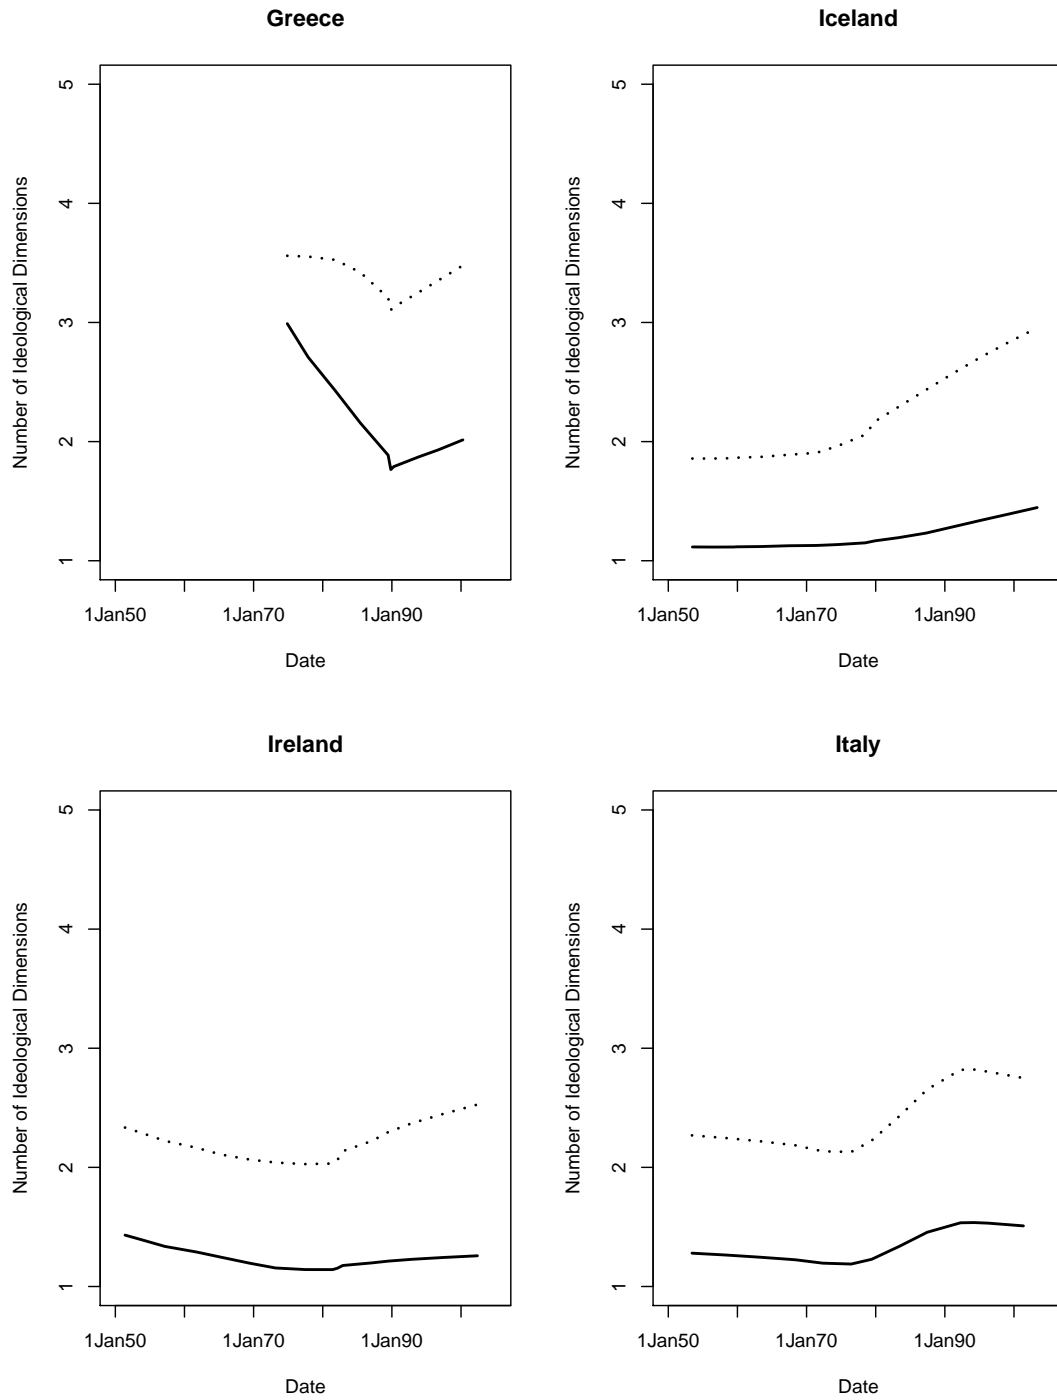 Greece
Number of Ideological Dimensions
5
4
3
2
1
1Jan50 1Jan70 1Jan90
Date
Iceland
Number of Ideological Dimensions
5
4
3
2
1
1Jan50 1Jan70 1Jan90
Date
Ireland
Number of Ideological Dimensions
5
4
3
2
1
1Jan50 1Jan70 1Jan90
Date
Italy
Number of Ideological Dimensions
5
4
3
2
1
1Jan50 1Jan70 1Jan90
Date